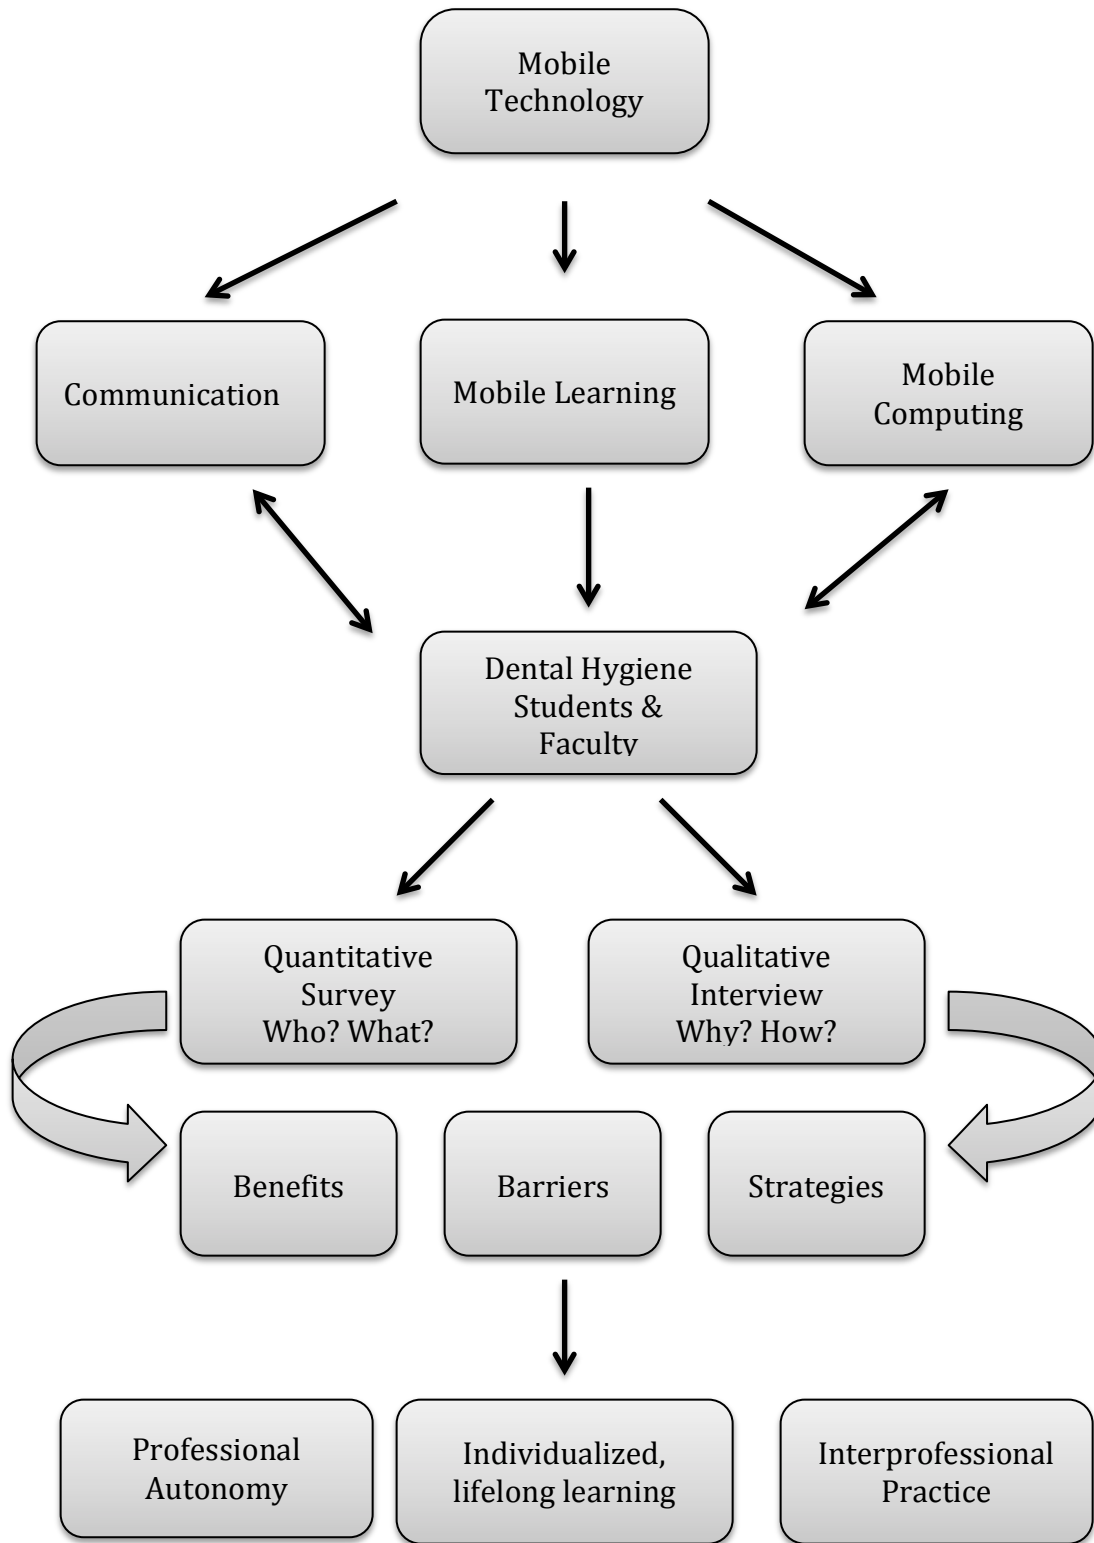 Mobile
Technology
Communication
Mobile Learning
Mobile
Computing
Dental Hygiene
Students &
Faculty
Quantitative
Survey
Who? What?
Qualitative
Interview
Why? How?
Benefits
Barriers
Strategies
Professional
Autonomy
Individualized,
lifelong learning
Interprofessional
Practice